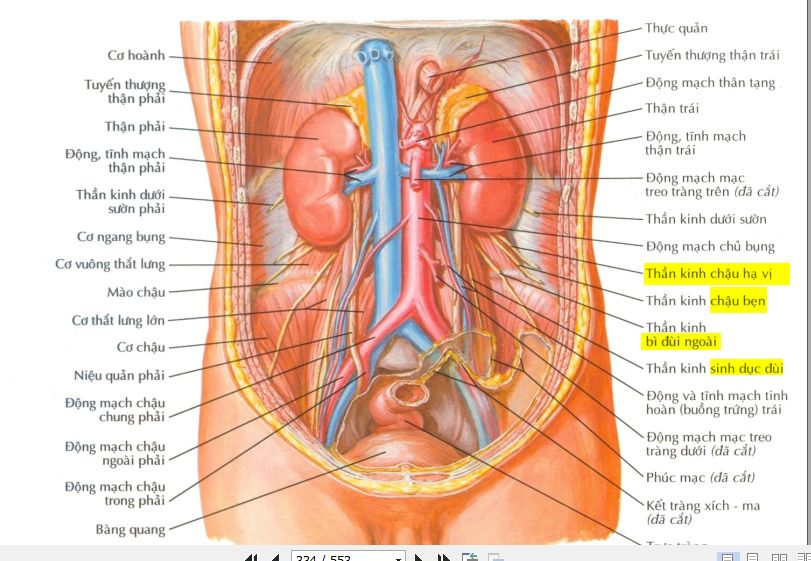 Cơ hoành
Tuyến thượng
thận phải
Thận phải
Động, tĩnh mạch
thận phải
Thần kinh dưới
sườn phải
Cơ ngang bụng
Cơ vuông thắt lưng
Mào chậu
Cơ thắt lưng lớn
Cơ chậu
Niệu quản phải
Động mạch chậu
chung phải
Động mạch chậu
ngoài phải
Động mạch chậu
trong phải
Bàng quang
Thực quản
Tuyến thượng thận trái
Động mạch thân tạng
Thận trái
Động, tĩnh mạch
thận trái
Động mạch mạc
treo tràng trên (đã cắt)
Thần kinh dưới sườn
Động mạch chủ bụng
Thần kinh chậu hạ vị
Thần kinh chậu bẹn
Thần kinh
bì đùi ngoài
Thần kinh sinh dục đùi
Động và tĩnh mạch tinh
hoàn (buồng trứng) trái
Động mạch mạc treo
tràng dưới (đã cắt)
Phúc mạc (đã cắt)
Kết tràng xích - ma
(đã cắt)
334 / 553